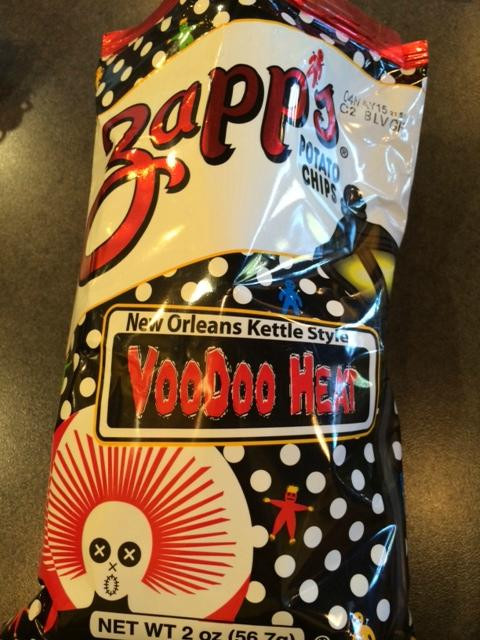 Zapp's
®
POTATO
CHIPS
New Orleans Kettle Style
VOODOO HEAT
NET WT 2 oz (56.7g)